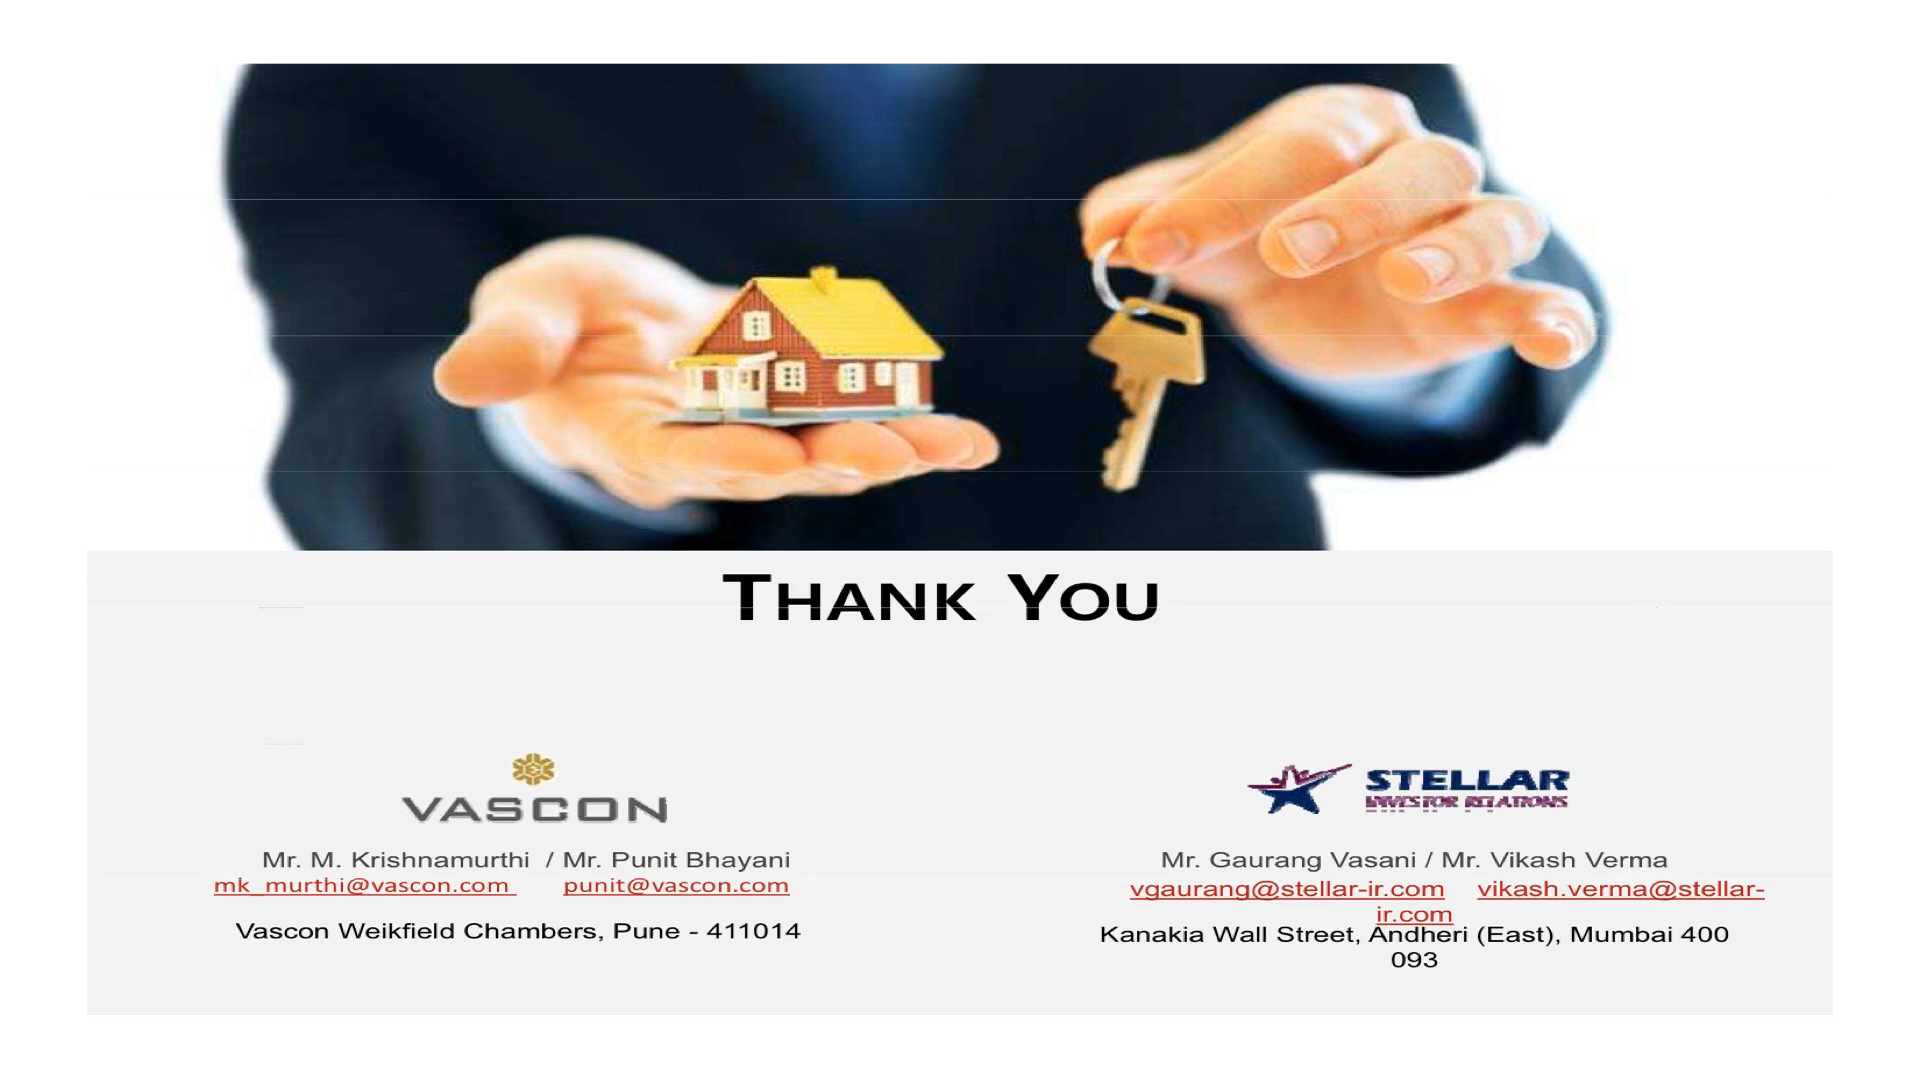 THANK YOU
VASCON
Mr. M. Krishnamurthi / Mr. Punit Bhayani
mk_murthi@vascon.com punit@vascon.com
Vascon Weikfield Chambers, Pune - 411014
STELLAR
INVESTOR RELATIONS
Mr. Gaurang Vasani / Mr. Vikash Verma
vgaurang@stellar-ir.com vikash.verma@stellar-
ir.com
Kanakia Wall Street, Andheri (East), Mumbai 400
093